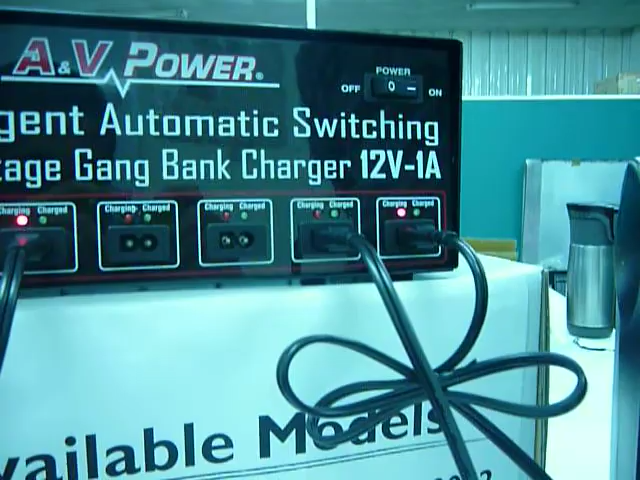 A & V POWER®
POWER
OFF O – ON
gent Automatic Switching
tage Gang Bank Charger 12V-1A
Charging Charged Charging Charged Charging Charged Charging Charged Charging Charged
vailable Models